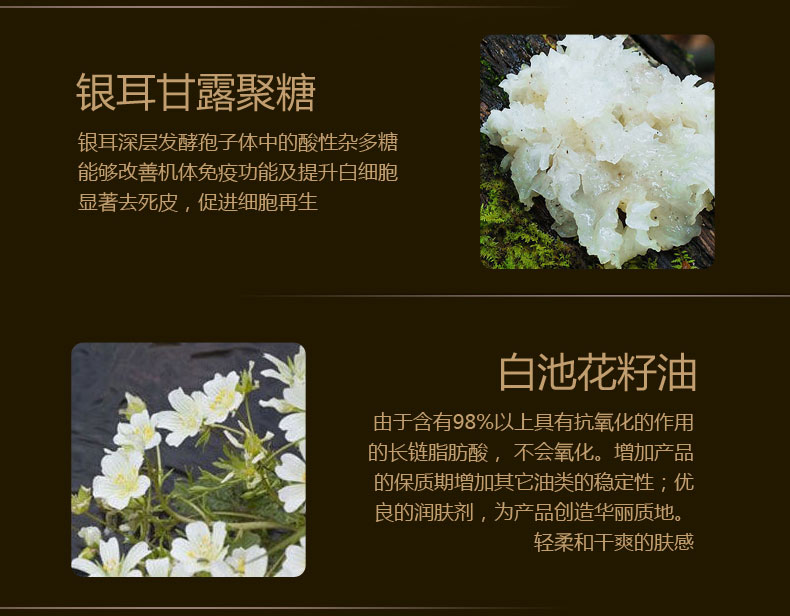 银耳甘露聚糖
银耳深层发酵孢子体中的酸性杂多糖
能够改善机体免疫功能及提升白细胞
显著去死皮，促进细胞再生
白池花籽油
由于含有98%以上具有抗氧化的作用
的长链脂肪酸， 不会氧化。增加产品
的保质期增加其它油类的稳定性；优
良的润肤剂，为产品创造华丽质地。
轻柔和干爽的肤感